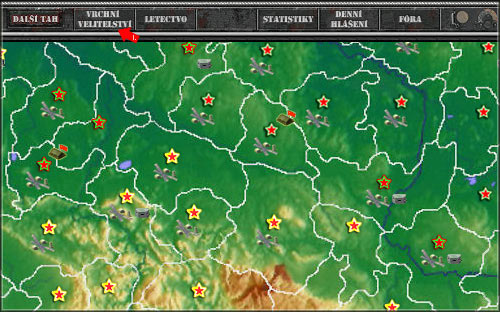 DALŠÍ TAH
VRCHNÍ
VELITELSTVÍ
LETECTVO
STATISTIKY
DENNÍ
HLÁŠENÍ
FÓRA